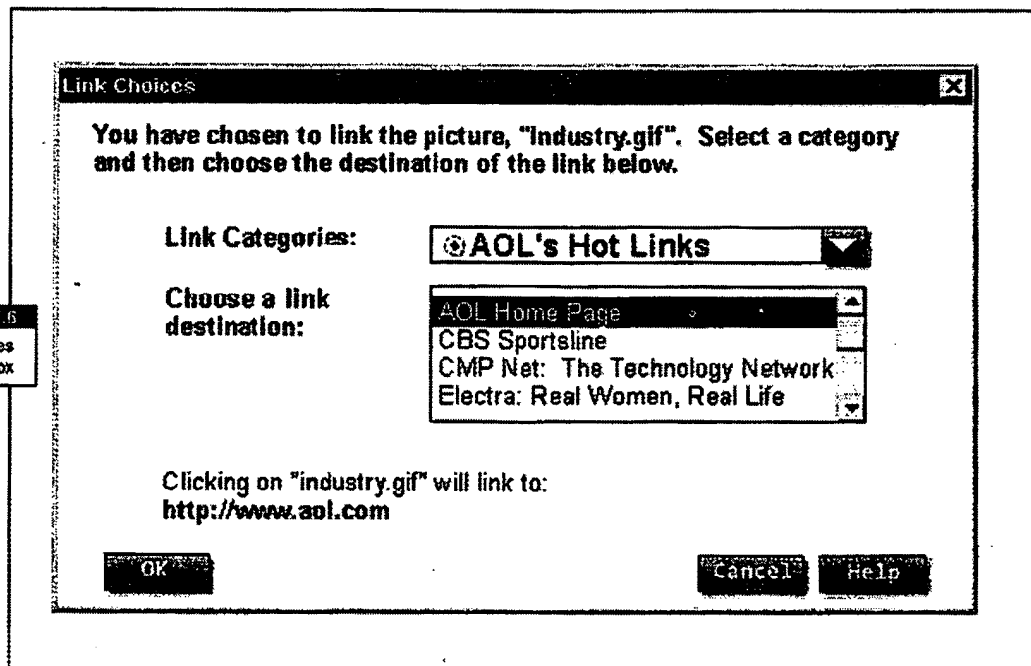 Link Choices
You have chosen to link the picture, "Industry.gif". Select a category
and then choose the destination of the link below.
Link Categories:
AOL's Hot Links
Choose a link
destination:
AOL Home Page
CBS Sportsline
CMP Net: The Technology Network
Electra: Real Women, Real Life
.6
es
ox
Clicking on "industry.gif" will link to:
http://www.aol.com
OK
Cancel
Help